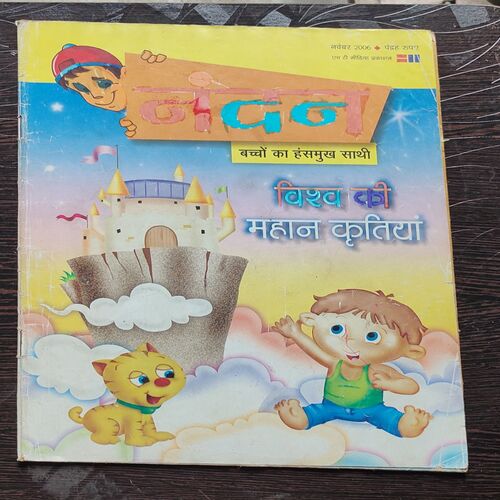 नवंबर 2006 ◆ पंद्रह रुपए
एच टी मीडिया प्रकाशन
नंदन
बच्चों का हंसमुख साथी
विश्व की
महान कृतियां